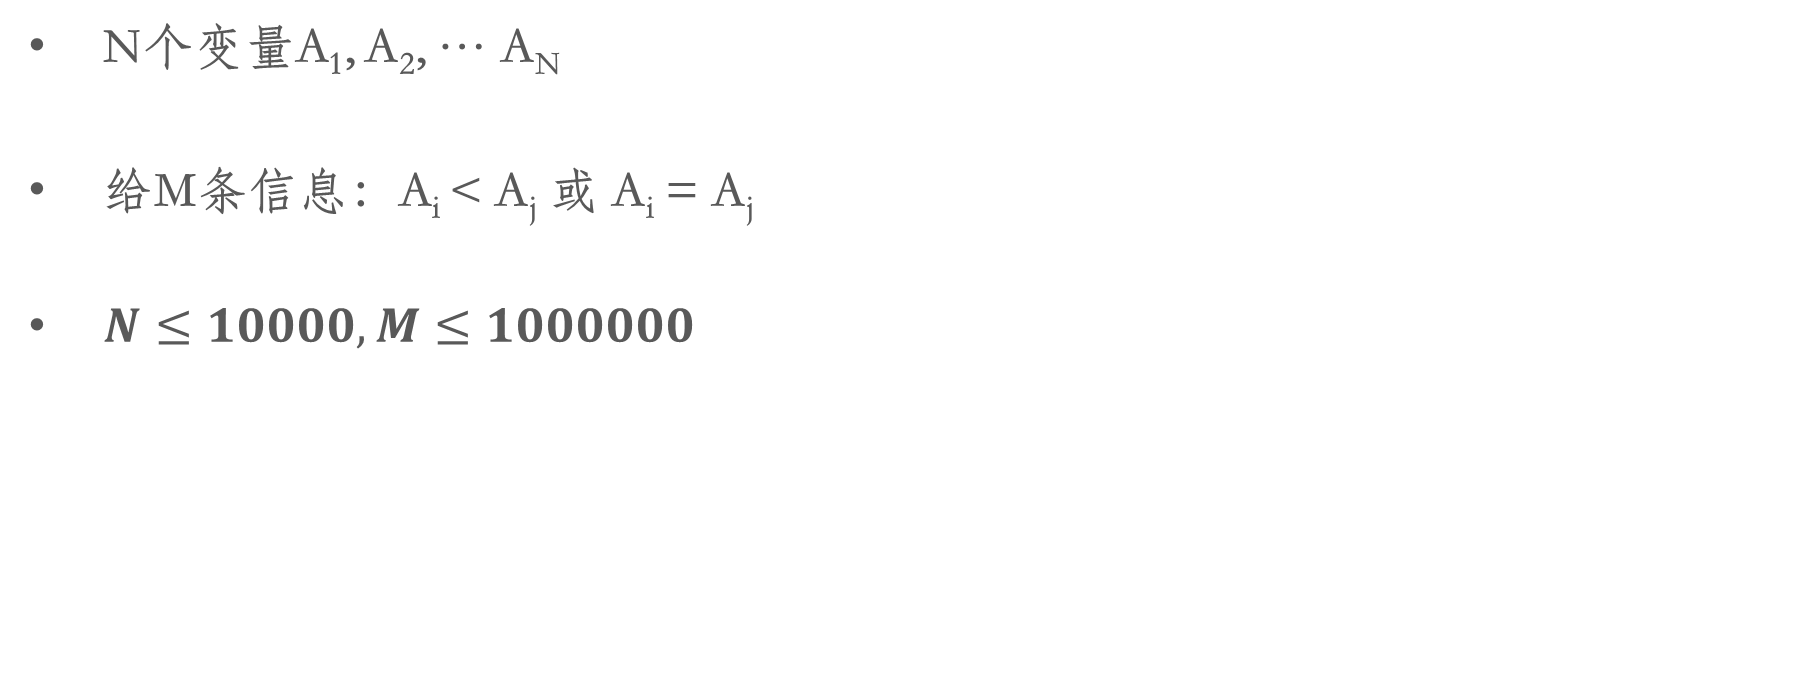 • N个变量A₁, A₂, ⋯ A_N
• 给M条信息：A_i < A_j 或 A_i = A_j
• N ≤ 10000, M ≤ 1000000